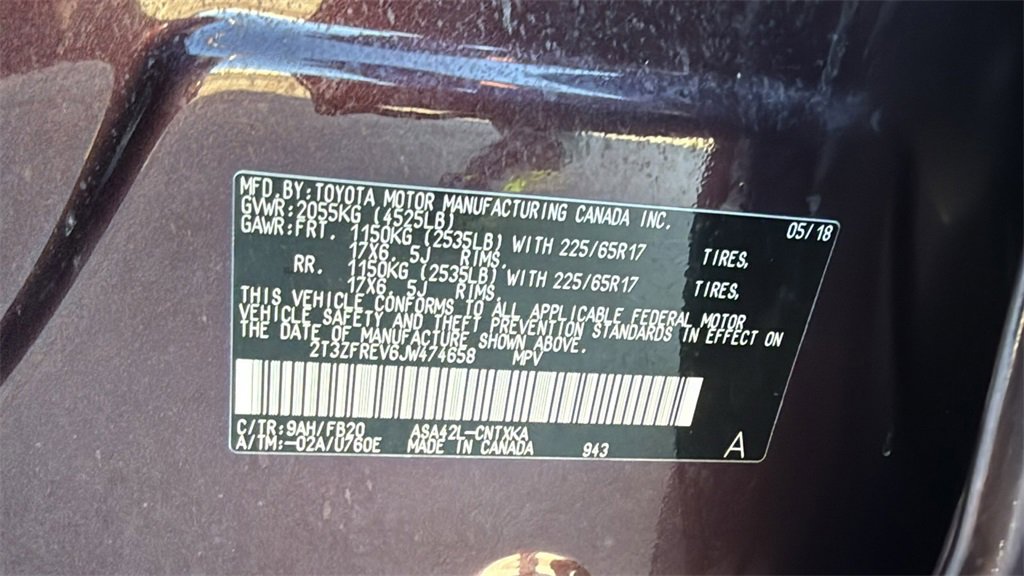 MFD. BY: TOYOTA MOTOR MANUFACTURING CANADA INC. 05/18
GVWR: 2055KG (4525LB)
GAWR: FRT. 1150KG (2535LB) WITH 225/65R17 TIRES,
17X6. 5J RIMS,
RR. 1150KG (2535LB) WITH 225/65R17 TIRES,
17X6. 5J RIMS
THIS VEHICLE CONFORMS TO ALL APPLICABLE FEDERAL MOTOR
VEHICLE SAFETY AND THEFT PREVENTION STANDARDS IN EFFECT ON
THE DATE OF MANUFACTURE SHOWN ABOVE.
2T3ZFREV6JW474658 MPV
C/TR: 9AH/FB20 ASA42L-CNTXKA
A/TM: -02A/U760E MADE IN CANADA 943 A